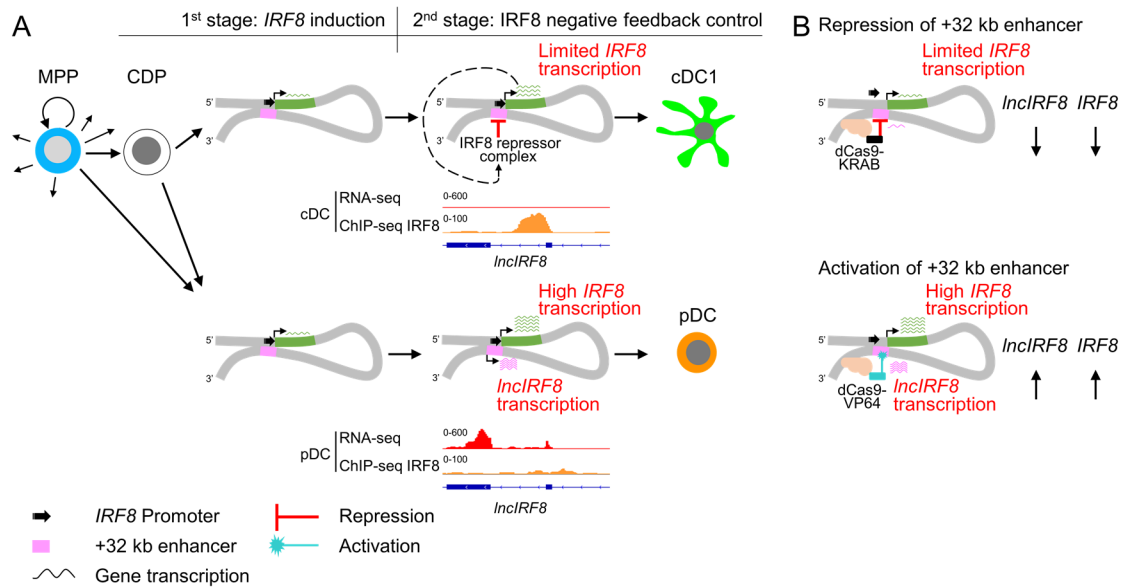 A
1st stage: IRF8 induction
2nd stage: IRF8 negative feedback control
MPP
CDP
5'
3'
Limited IRF8
transcription
5'
3'
IRF8 repressor
complex
cDC1
cDC
RNA-seq
0-600
ChIP-seq IRF8
0-100
lncIRF8
5'
3'
High IRF8
transcription
5'
3'
lncIRF8
transcription
pDC
pDC
RNA-seq
0-600
ChIP-seq IRF8
0-100
lncIRF8
IRF8 Promoter
+32 kb enhancer
Gene transcription
Repression
Activation
B
Repression of +32 kb enhancer
Limited IRF8
transcription
5'
3'
dCas9-
KRAB
lncIRF8
IRF8
Activation of +32 kb enhancer
High IRF8
transcription
5'
3'
dCas9-
VP64
lncIRF8
transcription
lncIRF8
IRF8